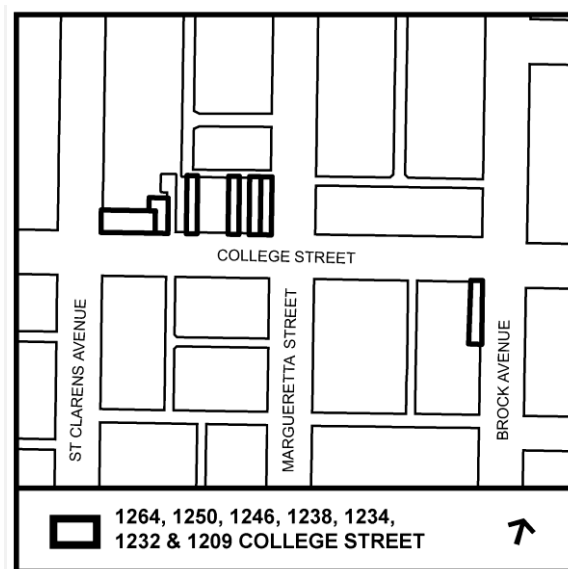 COLLEGE STREET
ST CLARENS AVENUE
MARGUERETTA STREET
BROCK AVENUE
1264, 1250, 1246, 1238, 1234,
1232 & 1209 COLLEGE STREET